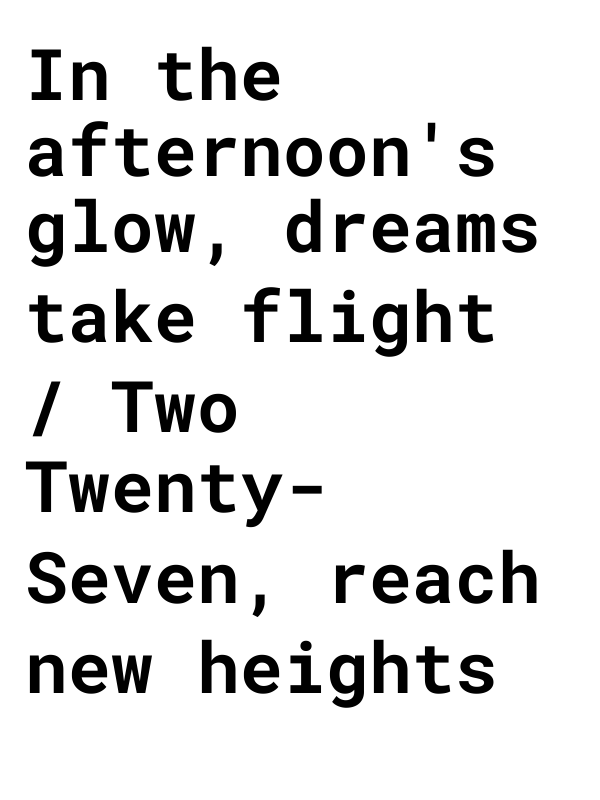 In the
afternoon's
glow, dreams
take flight
/ Two
Twenty-
Seven, reach
new heights